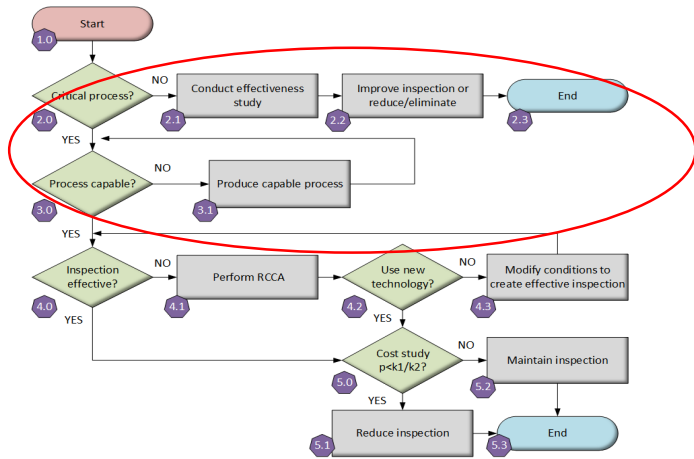 Start
1.0
Critical process?
2.0
NO
Conduct effectiveness
study
2.1
Improve inspection or
reduce/eliminate
2.2
End
2.3
YES
Process capable?
3.0
NO
Produce capable process
3.1
YES
Inspection
effective?
4.0
NO
Perform RCCA
4.1
Use new
technology?
4.2
NO
Modify conditions to
create effective inspection
4.3
YES
YES
Cost study
p<k1/k2?
5.0
NO
Maintain inspection
5.2
YES
Reduce inspection
5.1
End
5.3